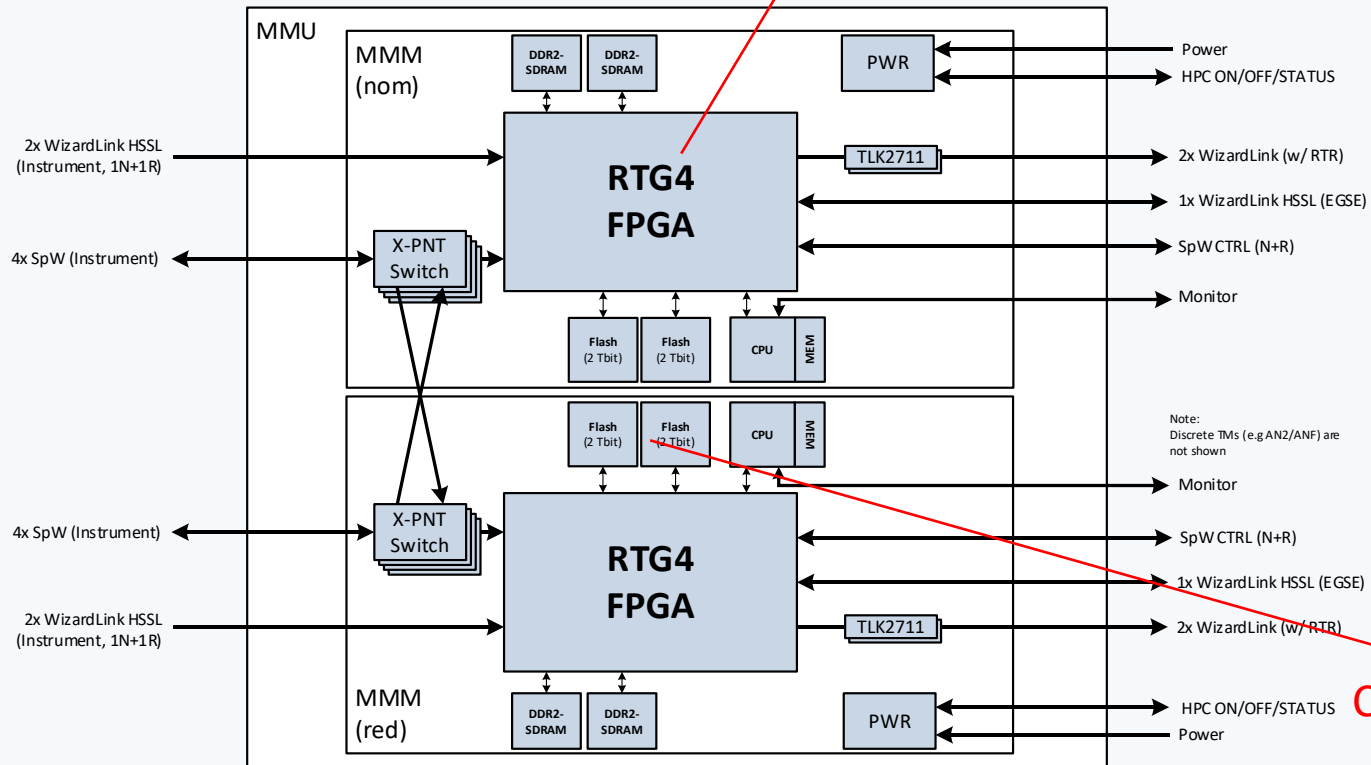 MMU
MMM
(nom)
DDR2-
SDRAM
DDR2-
SDRAM
PWR
Power
HPC ON/OFF/STATUS
2x WizardLink HSSL
(Instrument, 1N+1R)
RTG4
FPGA
TLK2711
2x WizardLink (w/ RTR)
1x WizardLink HSSL (EGSE)
4x SpW (Instrument)
X-PNT
Switch
SpW CTRL (N+R)
Monitor
Flash
(2 Tbit)
Flash
(2 Tbit)
CPU
MEM
Flash
(2 Tbit)
Flash
(2 Tbit)
CPU
MEM
Note:
Discrete TMs (e.g AN2/ANF) are
not shown
Monitor
4x SpW (Instrument)
X-PNT
Switch
RTG4
FPGA
SpW CTRL (N+R)
1x WizardLink HSSL (EGSE)
2x WizardLink HSSL
(Instrument, 1N+1R)
TLK2711
2x WizardLink (w/ RTR)
MMM
(red)
DDR2-
SDRAM
DDR2-
SDRAM
PWR
HPC ON/OFF/STATUS
Power